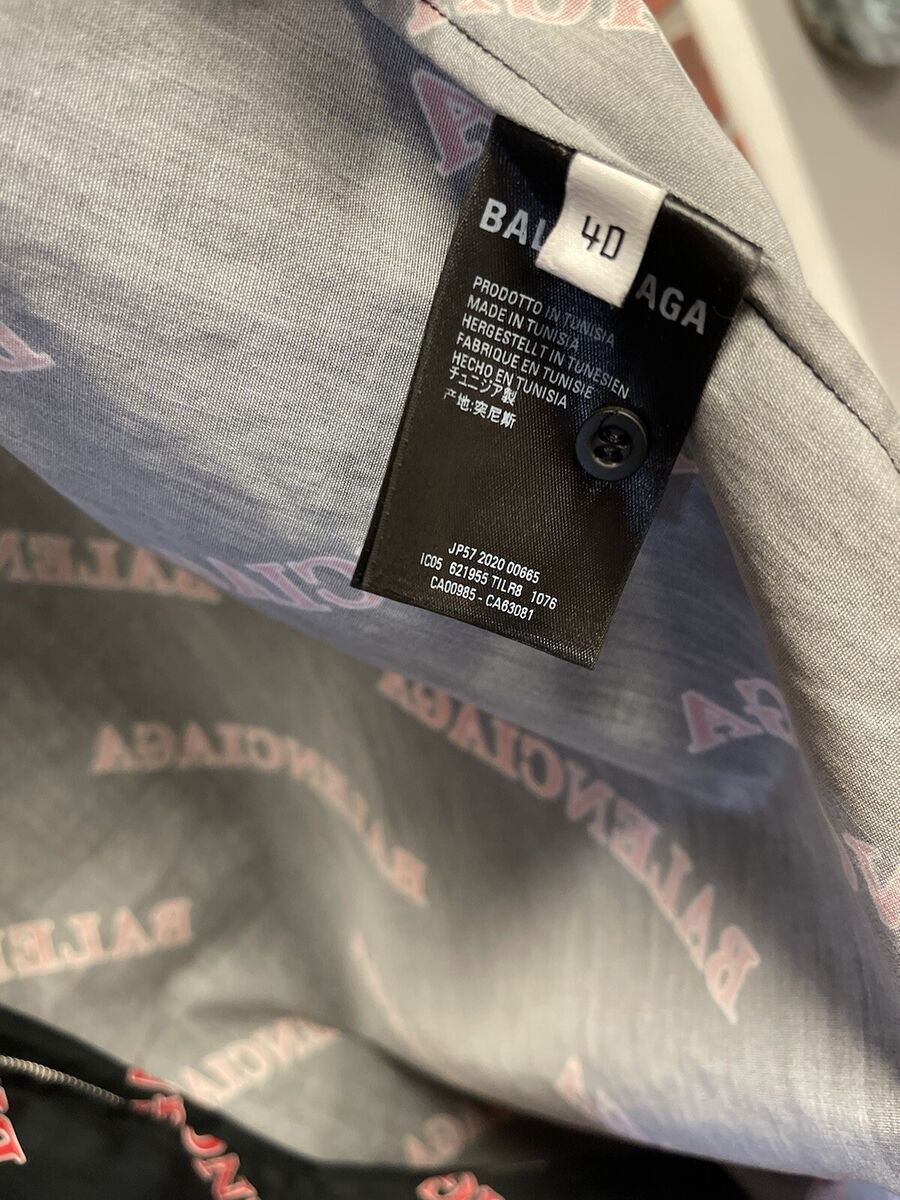 BAL AGA
40
PRODOTTO IN TUNISIA
MADE IN TUNISIA
HERGESTELLT IN TUNESIEN
FABRIQUE EN TUNISIE
HECHO EN TUNISIA
チュニジア製
产地:突尼斯
JP57 2020 00665
IC05 621955 TILR8 1076
CA00985 - CA63081
BALEN
BALENCIAGA
BALENCIAGA
BALEN